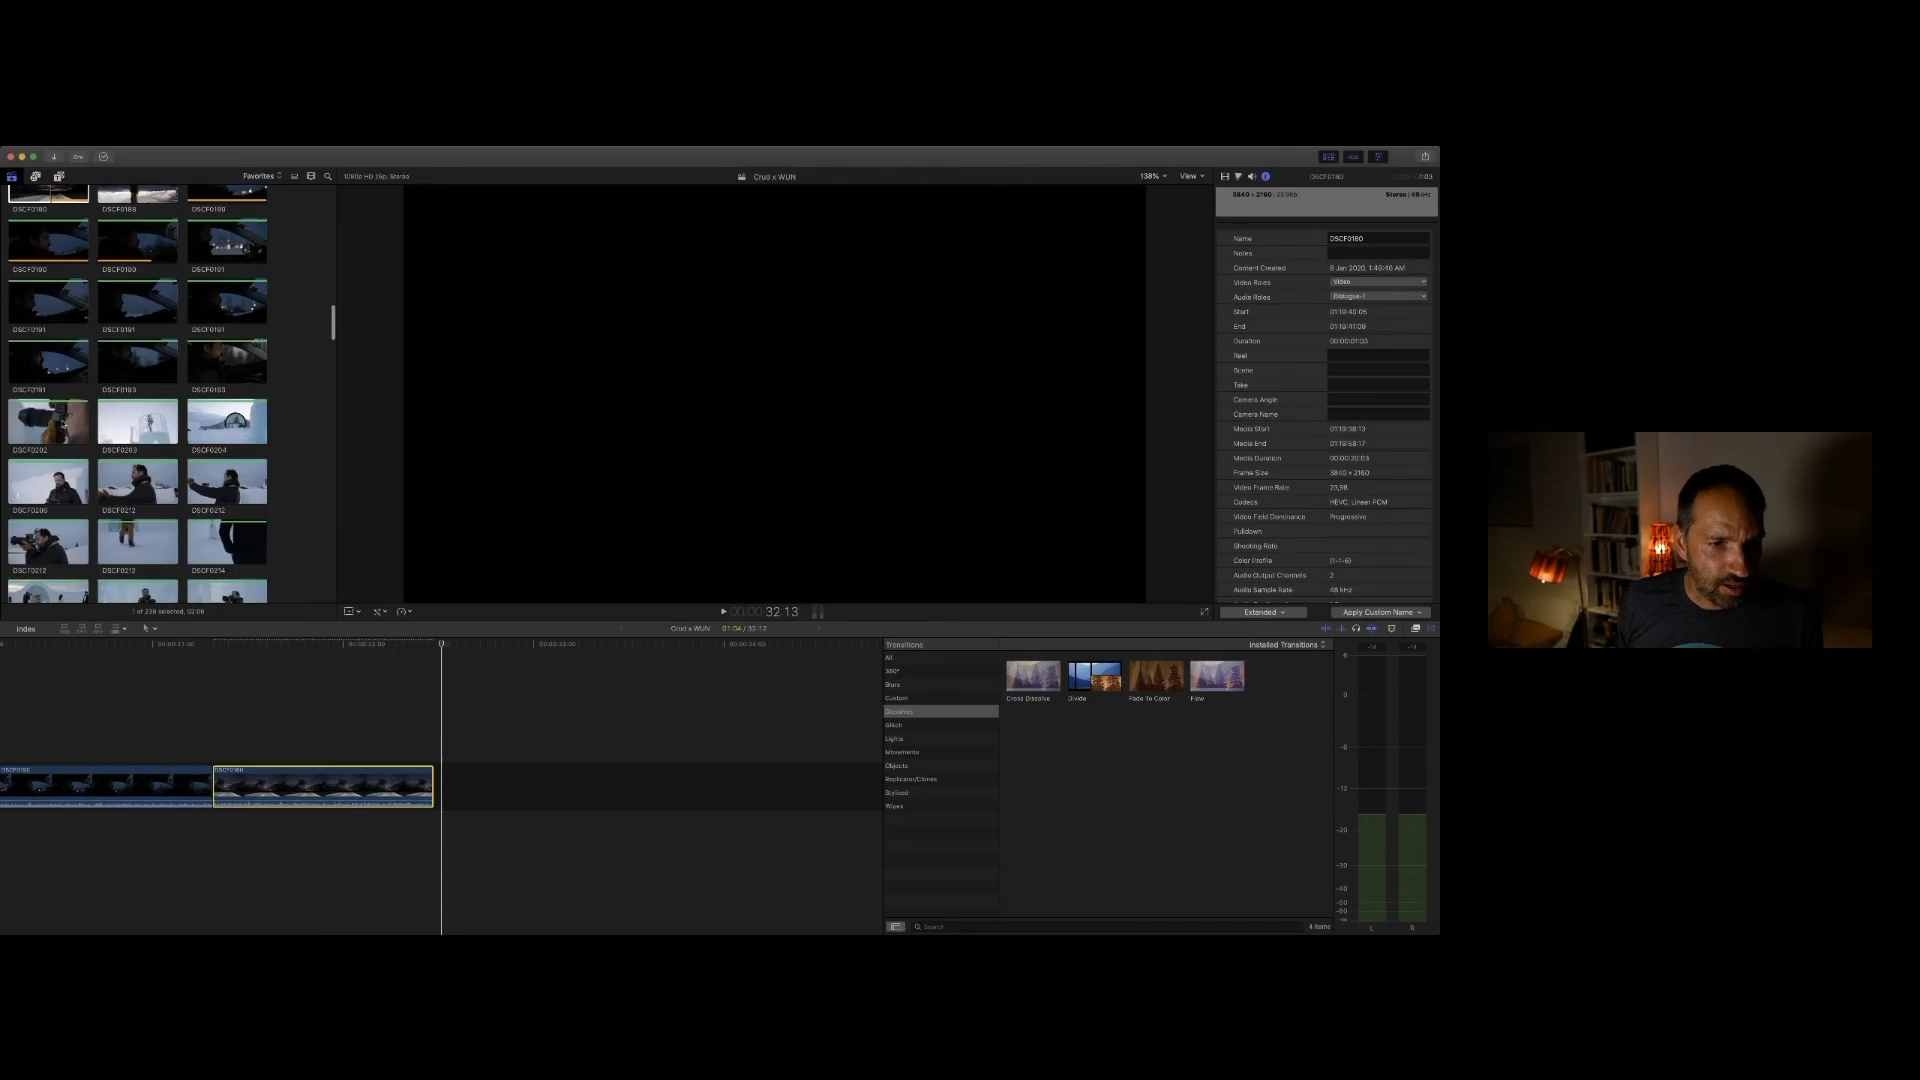 Favorites
1080p HD 25p, Stereo
Crud x WUN
138%
View
DSCF0180
1:03
DSCF0180
DSCF0188
DSCF0190
3840 × 2160
Stereo | 48kHz
DSCF0190
DSCF0190
DSCF0191
Name
DSCF0180
Notes
Content Created
8 Jan 2020, 1:49:46 AM
Video Roles
Video
Audio Roles
Dialogue-1
Start
01:19:40:05
DSCF0191
DSCF0191
DSCF0191
End
01:19:41:09
Duration
00:00:01:03
Reel
Scene
Take
DSCF0191
DSCF0193
DSCF0193
Camera Angle
Camera Name
Media Start
01:19:38:13
Media End
01:19:58:17
DSCF0202
DSCF0203
DSCF0204
Media Duration
00:00:20:03
Frame Size
3840 × 2160
Video Frame Rate
23,98
Codecs
HEVC, Linear PCM
DSCF0206
DSCF0212
DSCF0212
Video Field Dominance
Progressive
Pulldown
Shooting Rate
Color Profile
(1-1-6)
DSCF0212
DSCF0212
DSCF0214
Audio Output Channels
2
Audio Sample Rate
48 kHz
1 of 239 selected, 02:06
00:00:00 32:13
Extended
Apply Custom Name
Index
Crud x WUN
01:04 / 32:12
00:00:31:00
00:00:32:00
00:00:33:00
00:00:34:00
Transitions
Installed Transitions
All
360°
Blurs
Custom
Dissolves
Glitch
Lights
Movements
Objects
Replicator/Clones
Stylized
Wipes
Cross Dissolve
Divide
Fade To Color
Flow
DSCF0190
DSCF0180
6
0
-6
-12
-20
-30
-40
-50
-60
-∞
L
R
Search
4 items